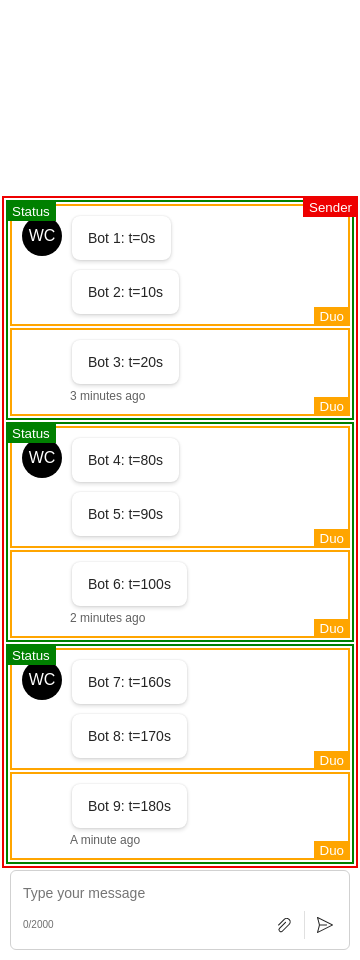 Sender
Status
WC
Bot 1: t=0s
Bot 2: t=10s
Duo
Bot 3: t=20s
3 minutes ago
Duo
Status
WC
Bot 4: t=80s
Bot 5: t=90s
Duo
Bot 6: t=100s
2 minutes ago
Duo
Status
WC
Bot 7: t=160s
Bot 8: t=170s
Duo
Bot 9: t=180s
A minute ago
Duo
Type your message
0/2000